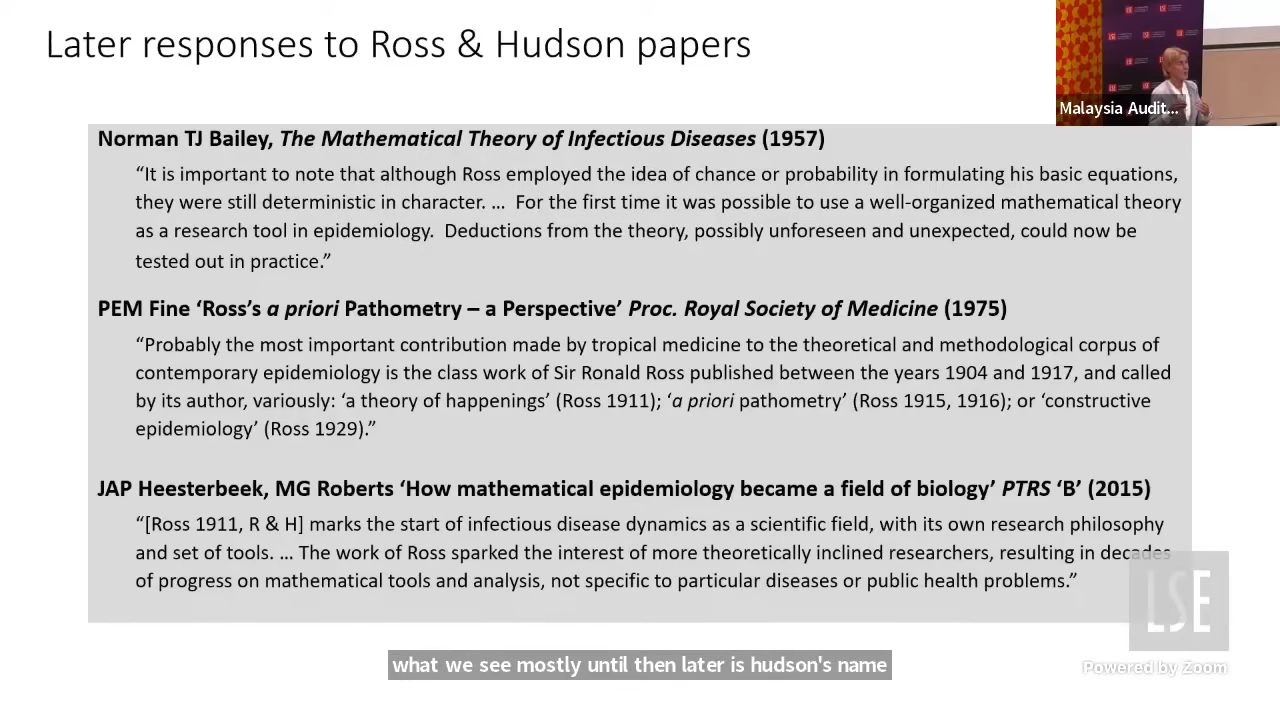 Later responses to Ross & Hudson papers
Malaysia Audit...
Norman TJ Bailey, The Mathematical Theory of Infectious Diseases (1957)
“It is important to note that although Ross employed the idea of chance or probability in formulating his basic equations,
they were still deterministic in character. ... For the first time it was possible to use a well-organized mathematical theory
as a research tool in epidemiology. Deductions from the theory, possibly unforeseen and unexpected, could now be
tested out in practice.”
PEM Fine ‘Ross’s a priori Pathometry – a Perspective’ Proc. Royal Society of Medicine (1975)
“Probably the most important contribution made by tropical medicine to the theoretical and methodological corpus of
contemporary epidemiology is the class work of Sir Ronald Ross published between the years 1904 and 1917, and called
by its author, variously: ‘a theory of happenings’ (Ross 1911); ‘a priori pathometry’ (Ross 1915, 1916); or ‘constructive
epidemiology’ (Ross 1929).”
JAP Heesterbeek, MG Roberts ‘How mathematical epidemiology became a field of biology’ PTRS ‘B’ (2015)
“[Ross 1911, R & H] marks the start of infectious disease dynamics as a scientific field, with its own research philosophy
and set of tools. ... The work of Ross sparked the interest of more theoretically inclined researchers, resulting in decades
of progress on mathematical tools and analysis, not specific to particular diseases or public health problems.”
LSE
what we see mostly until then later is hudson's name
Powered by Zoom